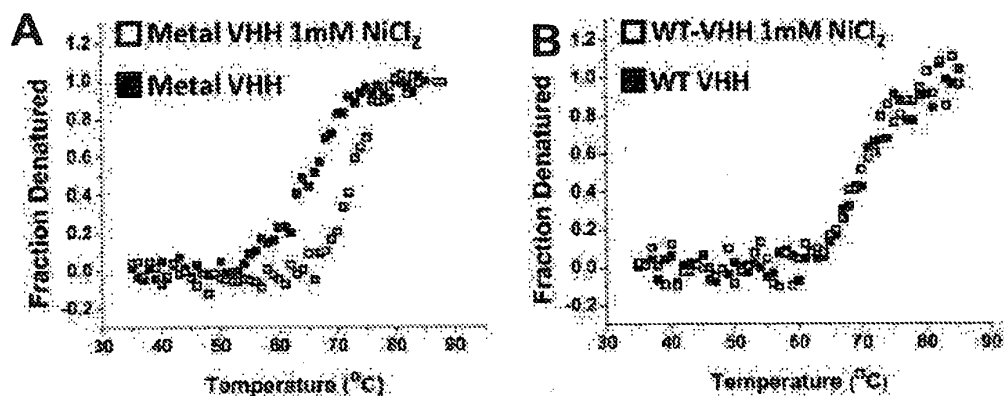 A
□ Metal VHH 1mM NiCl2
■ Metal VHH
Fraction Denatured
1.2
1.0
0.8
0.6
0.4
0.2
0.0
-0.2
30 40 50 60 70 80 90
Temperature (°C)
B
□ WT-VHH 1mM NiCl2
■ WT VHH
Fraction Denatured
1.2
1.0
0.8
0.6
0.4
0.2
0.0
-0.2
30 40 50 60 70 80 90
Temperature (°C)